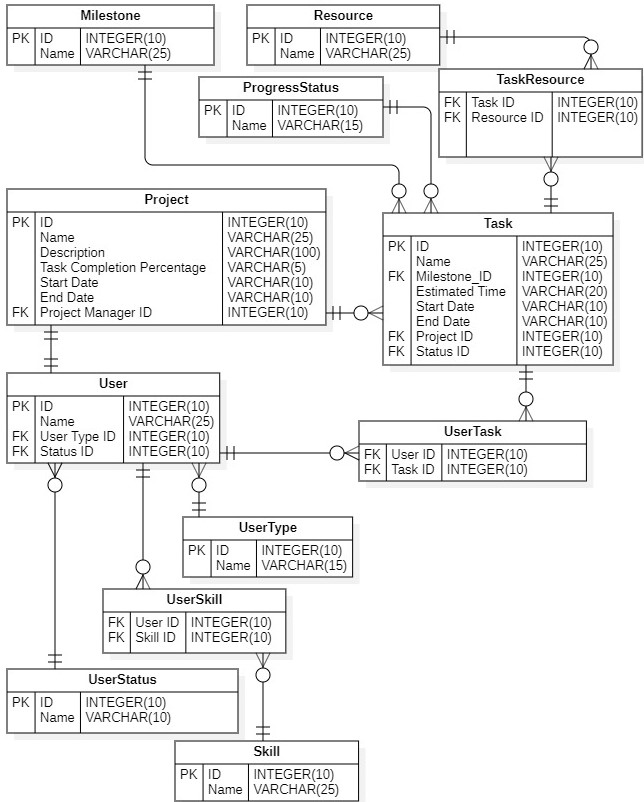 Milestone
PK ID INTEGER(10)
Name VARCHAR(25)
Resource
PK ID INTEGER(10)
Name VARCHAR(25)
TaskResource
FK Task ID INTEGER(10)
FK Resource ID INTEGER(10)
ProgressStatus
PK ID INTEGER(10)
Name VARCHAR(15)
Project
PK ID INTEGER(10)
Name VARCHAR(25)
Description VARCHAR(100)
Task Completion Percentage VARCHAR(5)
Start Date VARCHAR(10)
End Date VARCHAR(10)
FK Project Manager ID INTEGER(10)
Task
PK ID INTEGER(10)
Name VARCHAR(25)
FK Milestone_ID INTEGER(10)
Estimated Time VARCHAR(20)
Start Date VARCHAR(10)
End Date VARCHAR(10)
FK Project ID INTEGER(10)
FK Status ID INTEGER(10)
User
PK ID INTEGER(10)
Name VARCHAR(25)
FK User Type ID INTEGER(10)
FK Status ID INTEGER(10)
UserTask
FK User ID INTEGER(10)
FK Task ID INTEGER(10)
UserType
PK ID INTEGER(10)
Name VARCHAR(15)
UserSkill
FK User ID INTEGER(10)
FK Skill ID INTEGER(10)
UserStatus
PK ID INTEGER(10)
Name VARCHAR(10)
Skill
PK ID INTEGER(10)
Name VARCHAR(25)